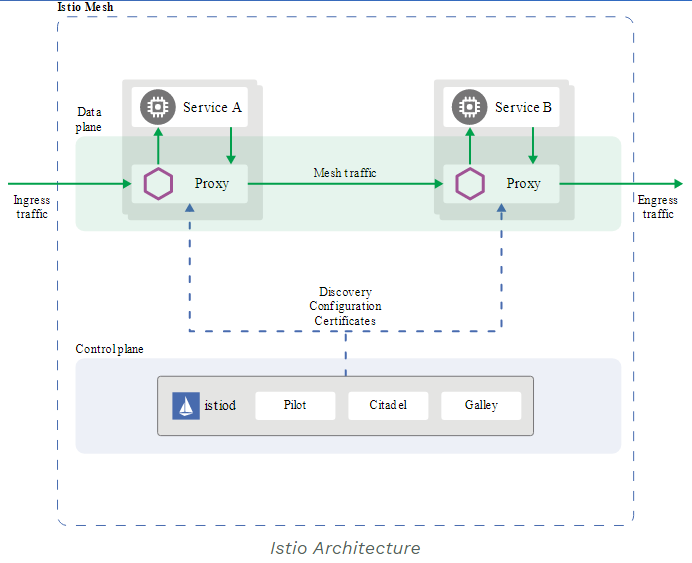 Istio Mesh
Data
plane
Service A
Service B
Proxy
Mesh traffic
Proxy
Ingress
traffic
Engress
traffic
Discovery
Configuration
Certificates
Control plane
istiod
Pilot
Citadel
Galley
Istio Architecture